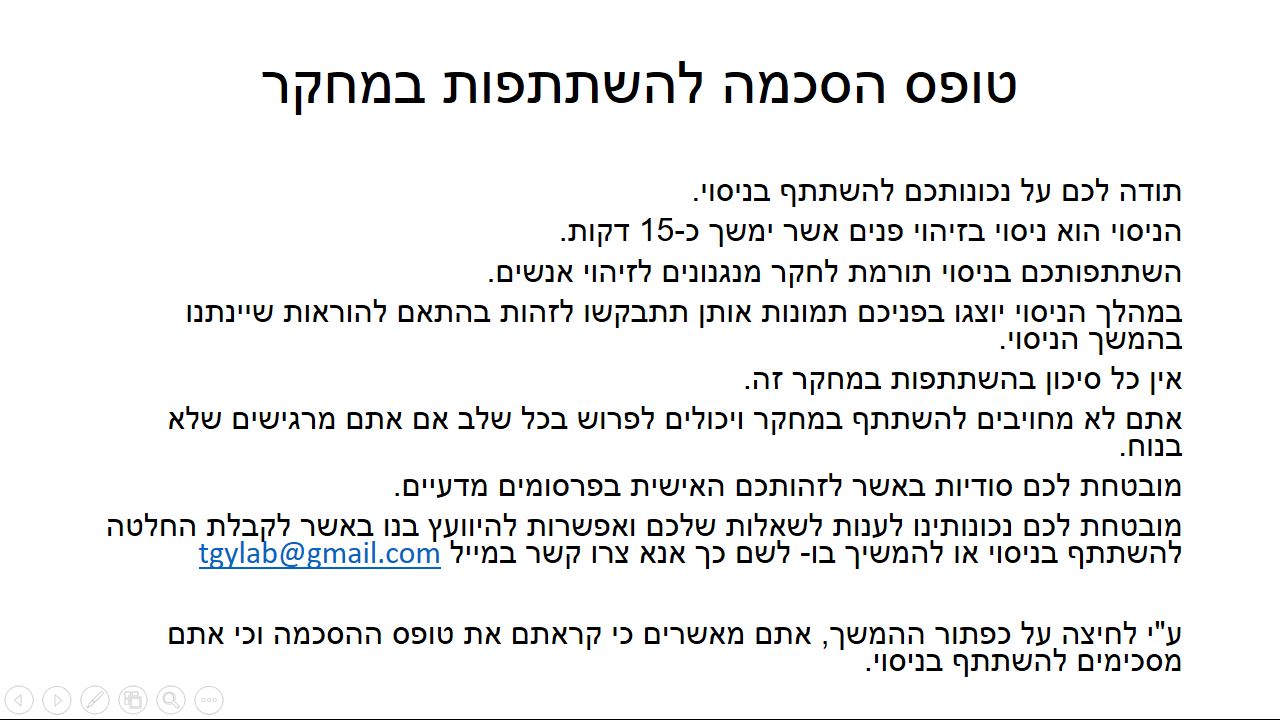 טופס הסכמה להשתתפות במחקר
תודה לכם על נכונותכם להשתתף בניסוי.
הניסוי הוא ניסוי בזיהוי פנים אשר ימשך כ-15 דקות.
השתתפותכם בניסוי תורמת לחקר מנגנונים לזיהוי אנשים.
במהלך הניסוי יוצגו בפניכם תמונות אותן תתבקשו לזהות בהתאם להוראות שיינתנו
בהמשך הניסוי.
אין כל סיכון בהשתתפות במחקר זה.
אתם לא מחויבים להשתתף במחקר ויכולים לפרוש בכל שלב אם אתם מרגישים שלא
בנוח.
מובטחת לכם סודיות באשר לזהותכם האישית בפרסומים מדעיים.
מובטחת לכם נכונותינו לענות לשאלות שלכם ואפשרות להיוועץ בנו באשר לקבלת החלטה
להשתתף בניסוי או להמשיך בו- לשם כך אנא צרו קשר במייל tgylab@gmail.com
ע"י לחיצה על כפתור ההמשך, אתם מאשרים כי קראתם את טופס ההסכמה וכי אתם
מסכימים להשתתף בניסוי.